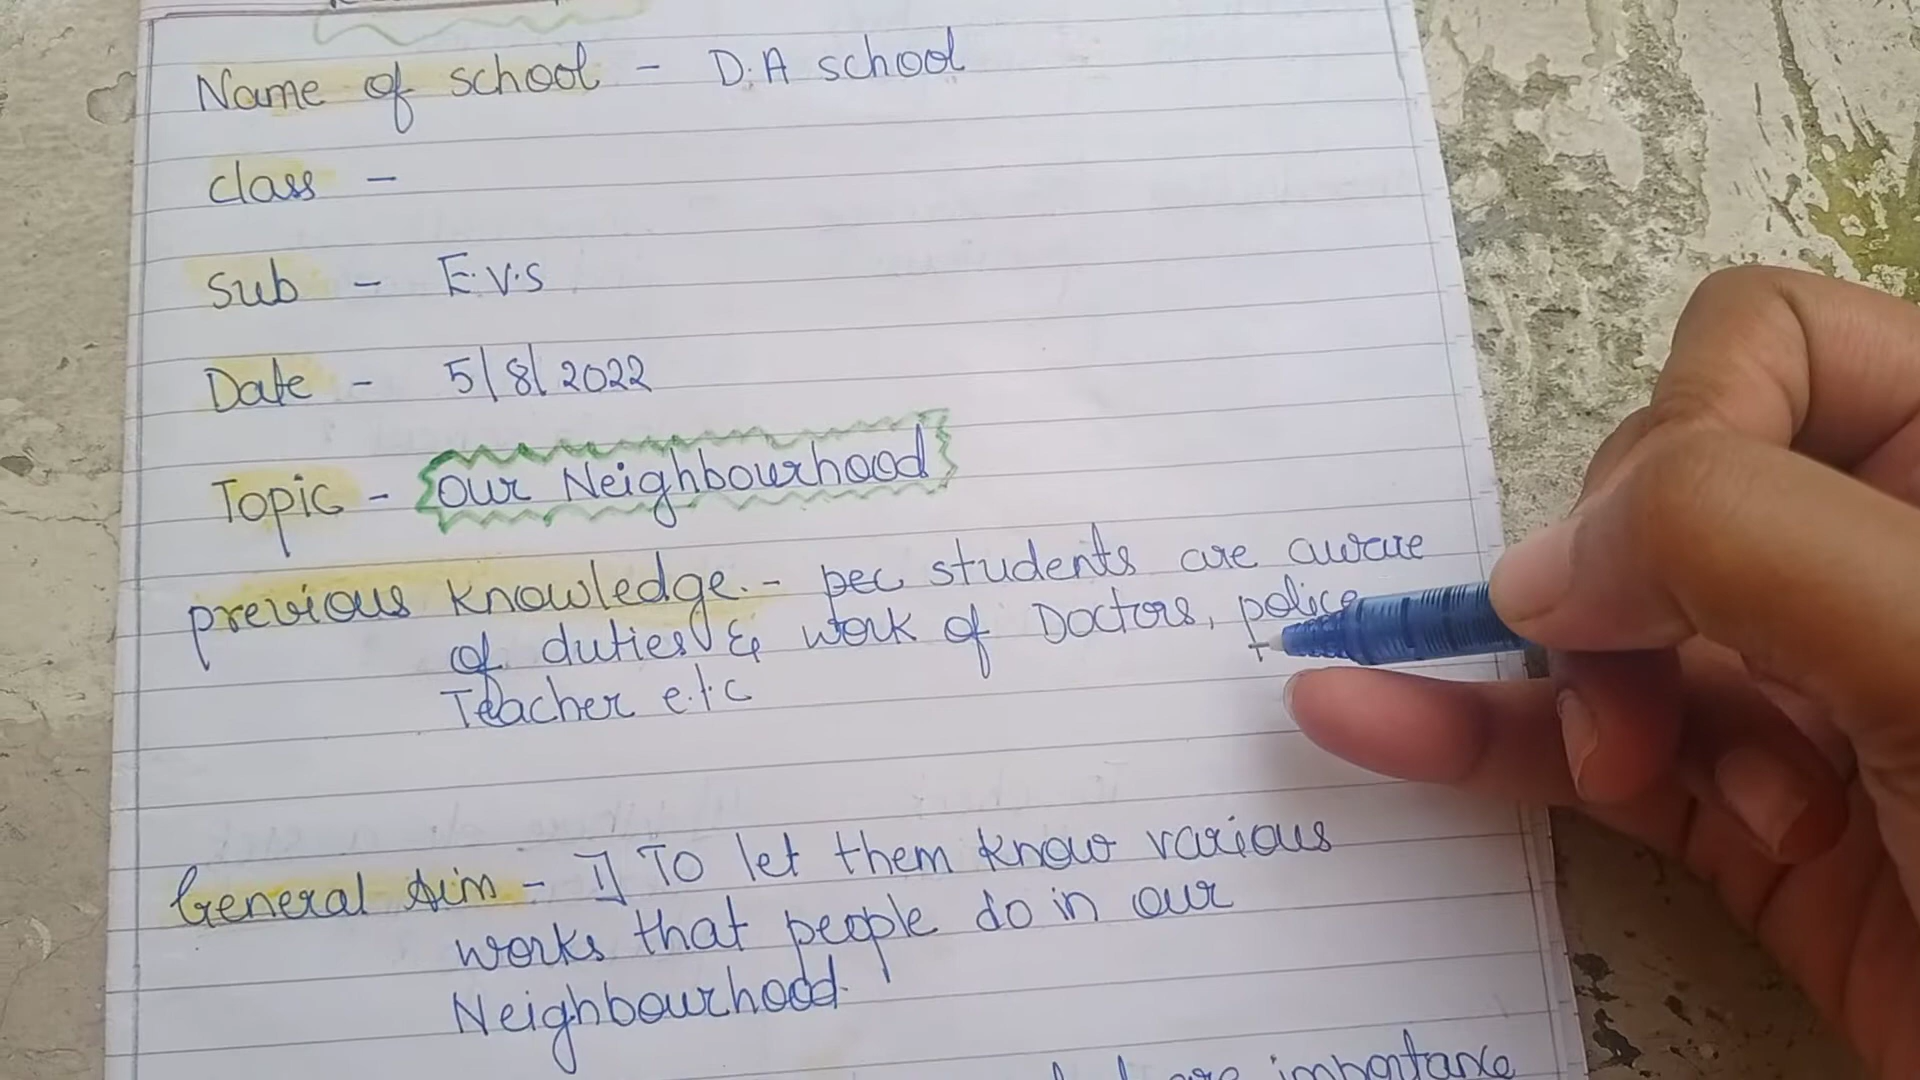 Name of school - D.A school
class -
Sub - E.V.S
Date - 5/8/2022
Topic - our Neighbourhood
previous knowledge. - students are aware
of duties & work of Doctors, police
Teacher e.t.c
General Aim - 1] To let them know various
works that people do in our
Neighbourhood.
importance